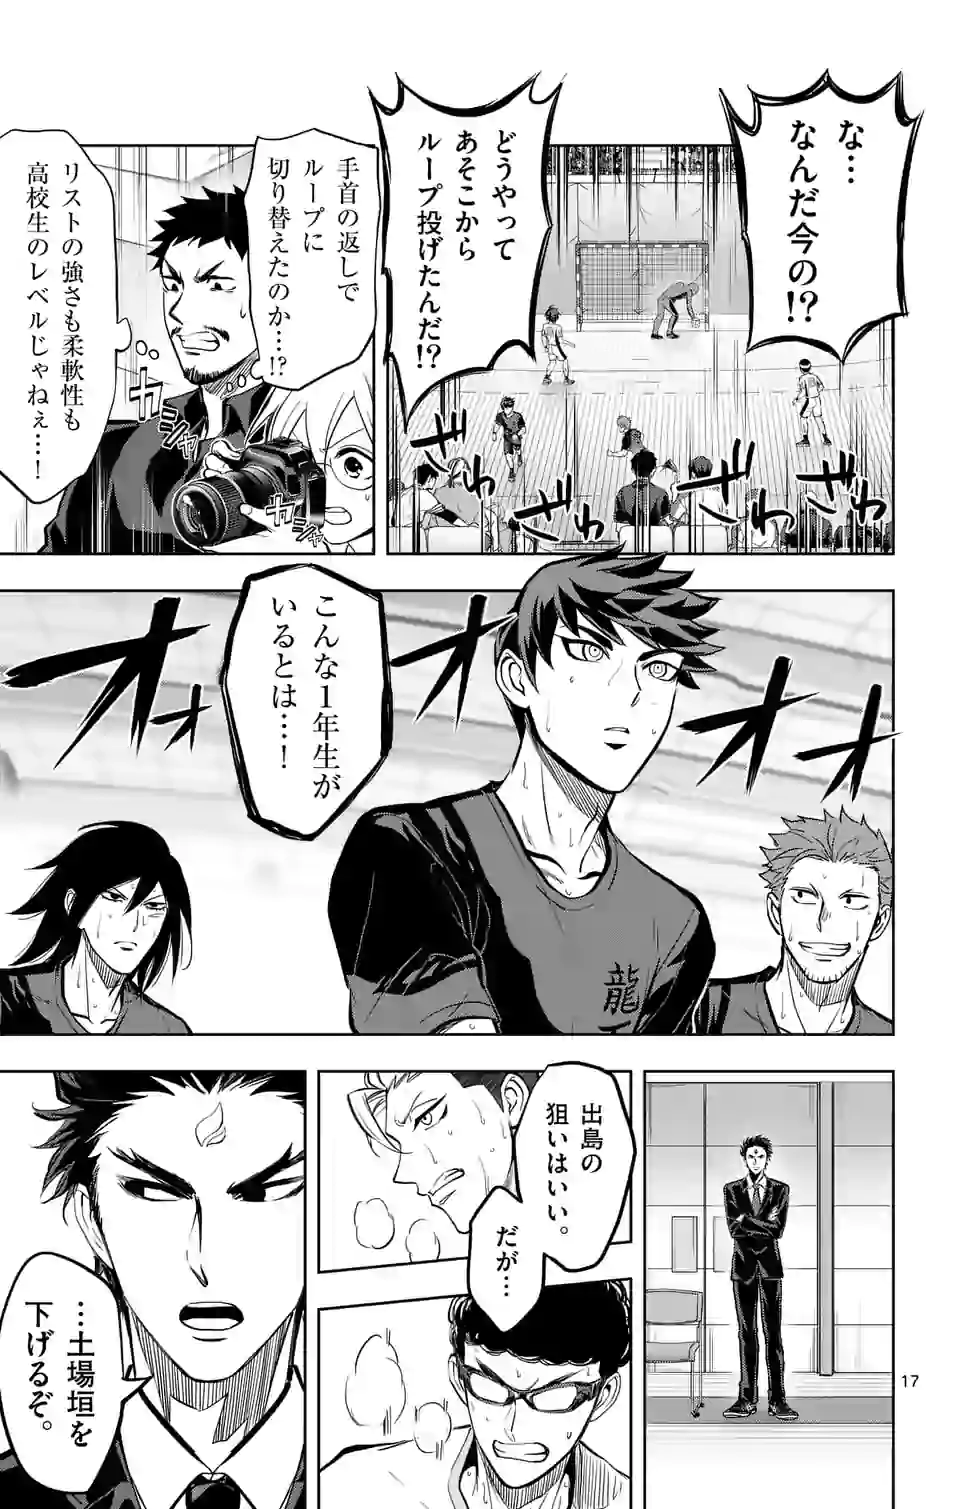 な…
なんだ今の!?
どうやって
あそこから
ループ投げたんだ!?
ざわ
ざわ
ざわ
手首の返しで
ループに
切り替えたのか…!?
リストの強さも柔軟性も
高校生のレベルじゃねぇ…!
カシャ
カシャ
こんな1年生が
いるとは…!
オオ
オオ
龍
出島の
狙いはいい。
だが…
…土場垣を
下げるぞ。
17